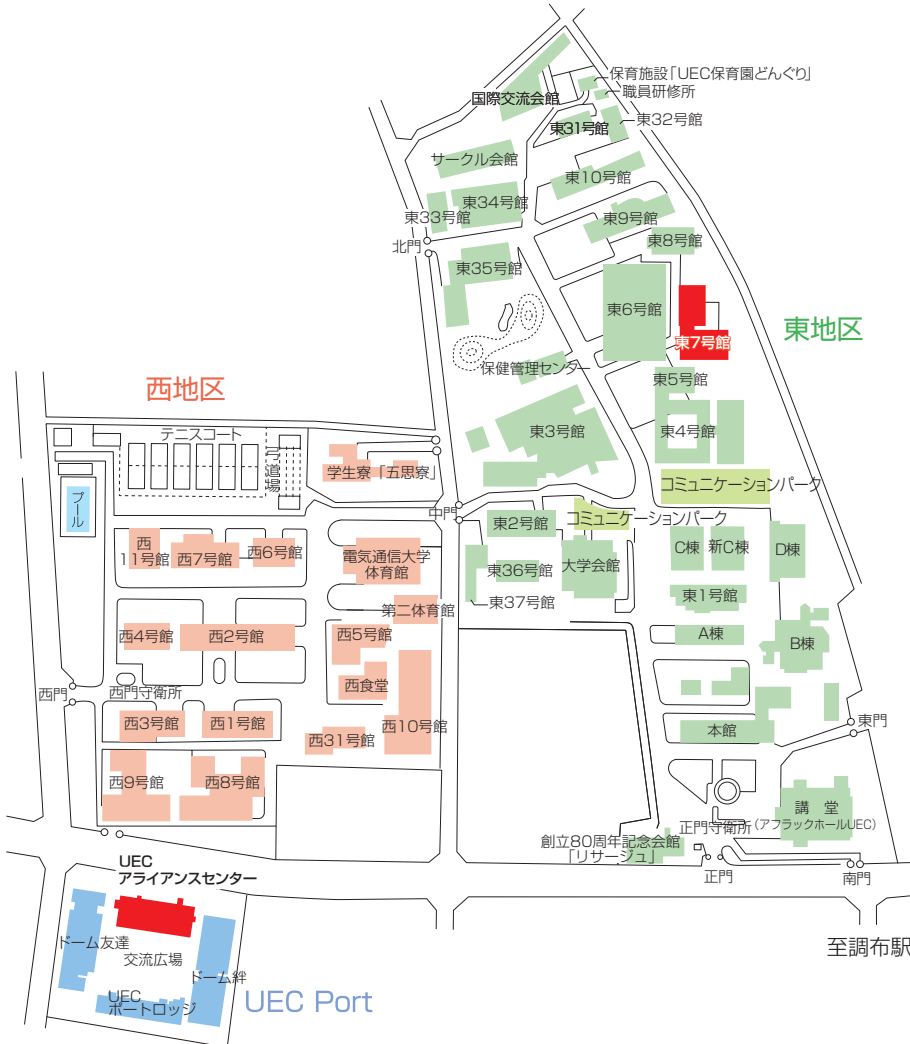 保育施設「UEC保育園どんぐり」
国際交流会館
職員研修所
東31号館
東32号館
サークル会館
東10号館
東34号館
東33号館
東9号館
北門
東8号館
東35号館
東6号館
東7号館
東地区
保健管理センター
東5号館
西地区
テニスコート
弓道場
東3号館
東4号館
学生寮「五思寮」
コミュニケーションパーク
プール
中門
東2号館
コミュニケーションパーク
西
11号館
西7号館
西6号館
電気通信大学
体育館
C棟
新C棟
D棟
東36号館
大学会館
東37号館
東1号館
第二体育館
西4号館
西2号館
西5号館
A棟
B棟
西食堂
西門
西門守衛所
西3号館
西1号館
西10号館
西31号館
本館
東門
西9号館
西8号館
講堂
(アフラックホールUEC)
正門守衛所
創立80周年記念会館
「リサージュ」
正門
南門
至調布駅
UEC
アライアンスセンター
ドーム友達
交流広場
ドーム絆
UEC
ポートロッジ
UEC Port